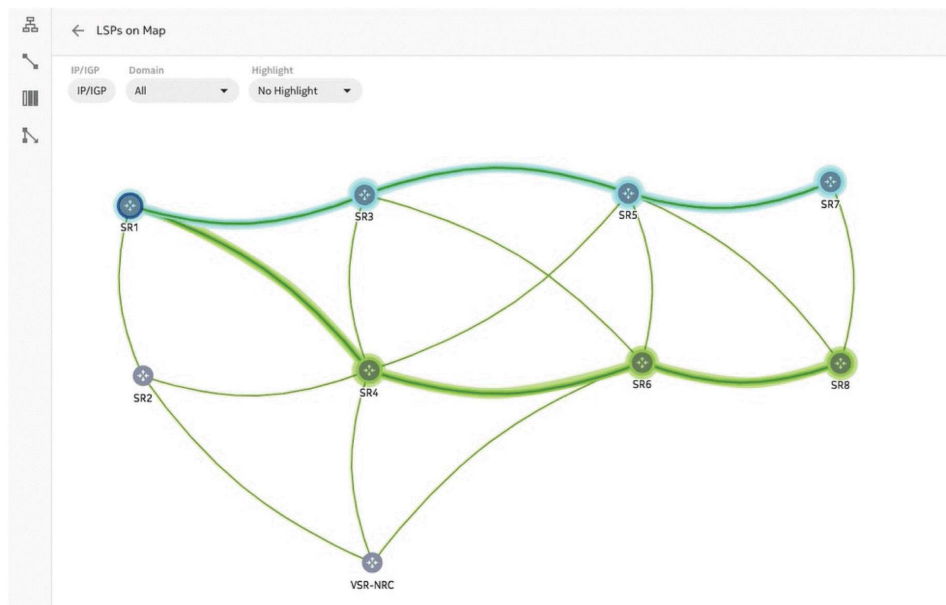 LSPs on Map
IP/IGP Domain Highlight
IP/IGP All No Highlight
SR1
SR3
SR5
SR7
SR2
SR4
SR6
SR8
VSR-NRC